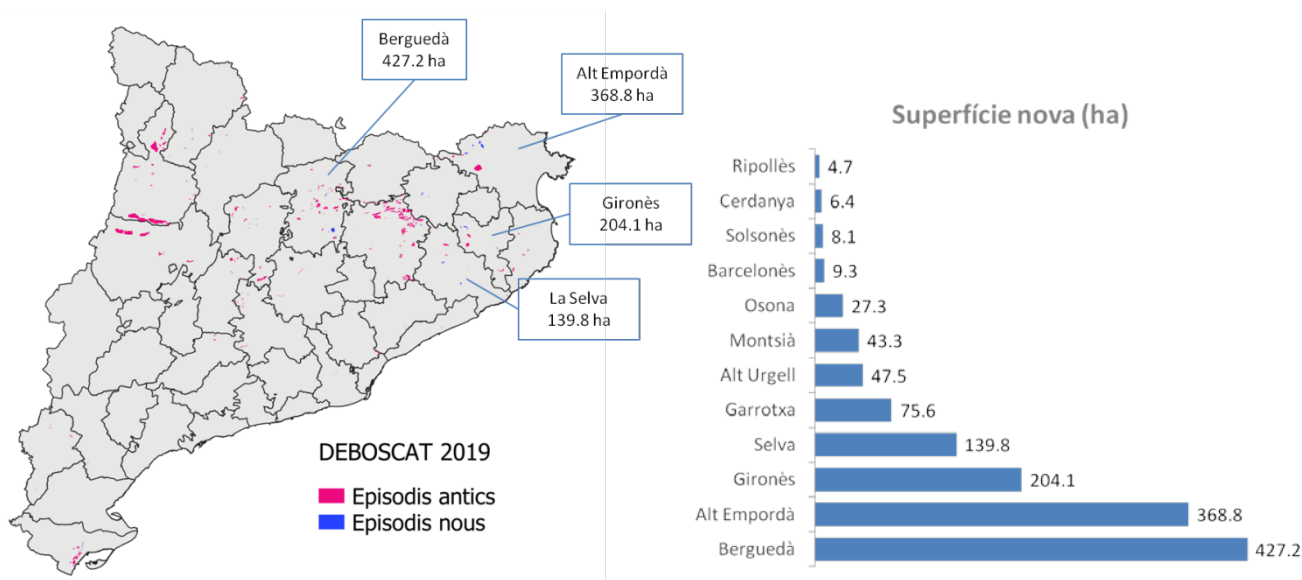 Berguedà
427.2 ha
Alt Empordà
368.8 ha
Gironès
204.1 ha
La Selva
139.8 ha
DEBOSCAT 2019
Episodis antics
Episodis nous
Superfície nova (ha)
Ripollès 4.7
Cerdanya 6.4
Solsonès 8.1
Barcelonès 9.3
Osona 27.3
Montsià 43.3
Alt Urgell 47.5
Garrotxa 75.6
Selva 139.8
Gironès 204.1
Alt Empordà 368.8
Berguedà 427.2